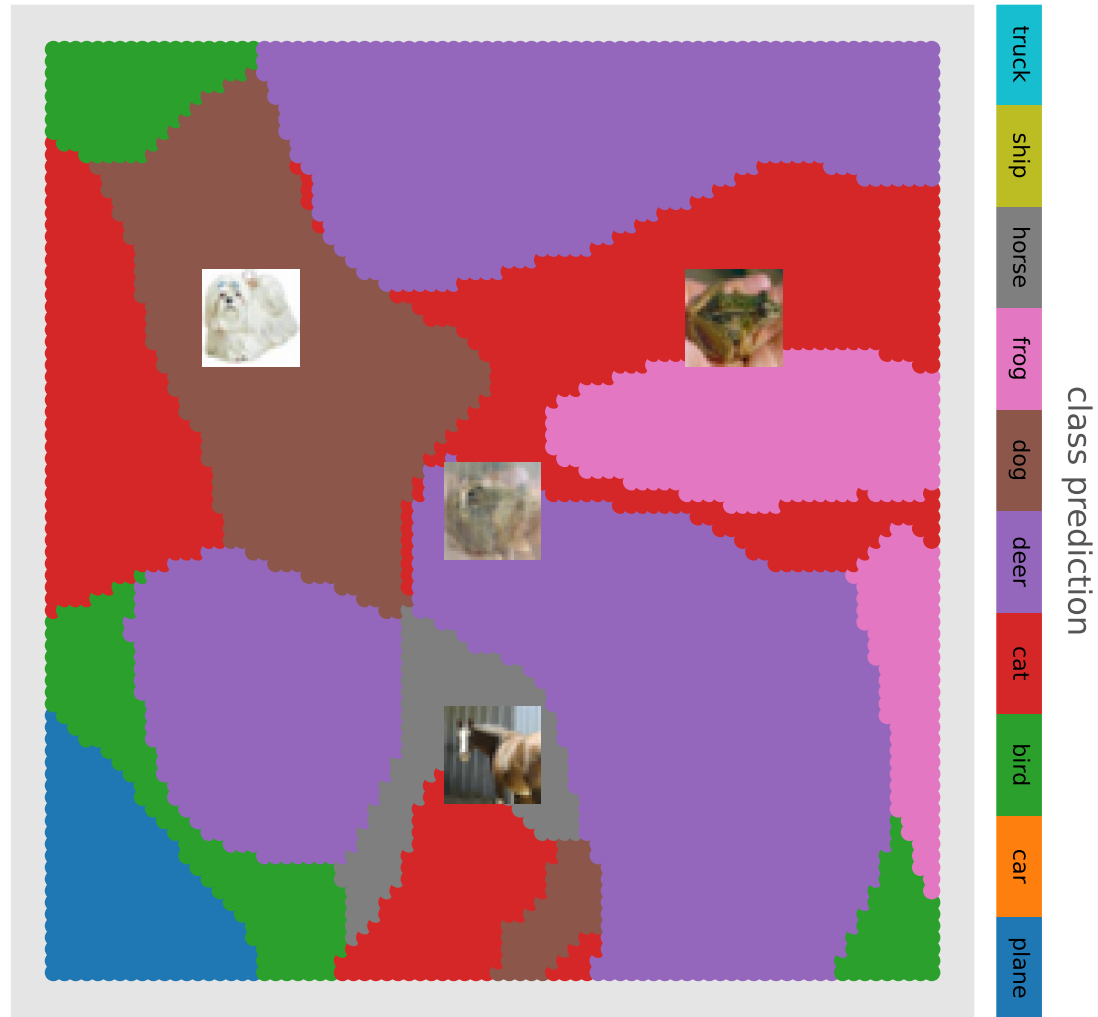 truck
ship
horse
frog
dog
deer
cat
bird
car
plane
class prediction